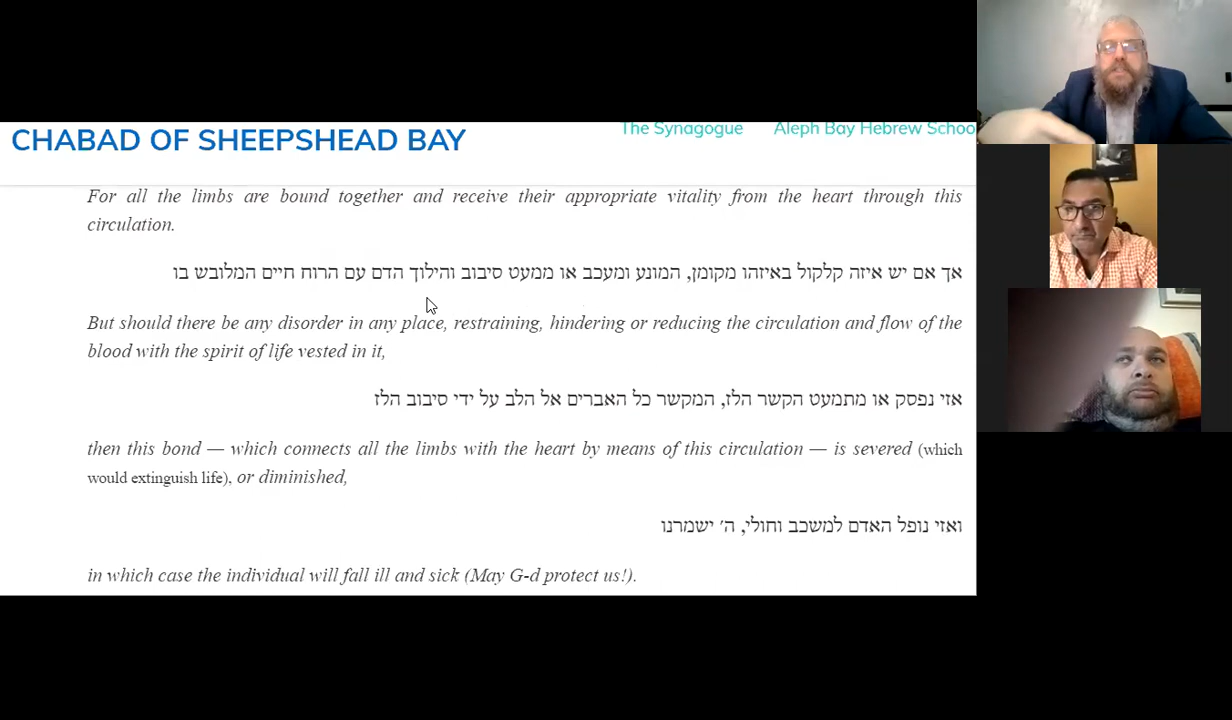 CHABAD OF SHEEPSHEAD BAY
The Synagogue Aleph Bay Hebrew Schoo
For all the limbs are bound together and receive their appropriate vitality from the heart through this
circulation.
אך אם יש איזה קלקול באיזהו מקומן, המונע ומעכב או ממעט סיבוב והילוך הדם עם הרוח חיים המלובש בו
But should there be any disorder in any place, restraining, hindering or reducing the circulation and flow of the
blood with the spirit of life vested in it,
אזי נפסק או מתמעט הקשר הלז, המקשר כל האברים אל הלב על ידי סיבוב הלז
then this bond — which connects all the limbs with the heart by means of this circulation — is severed (which
would extinguish life), or diminished,
ואזי נופל האדם למשכב וחולי, ה׳ ישמרנו
in which case the individual will fall ill and sick (May G-d protect us!).